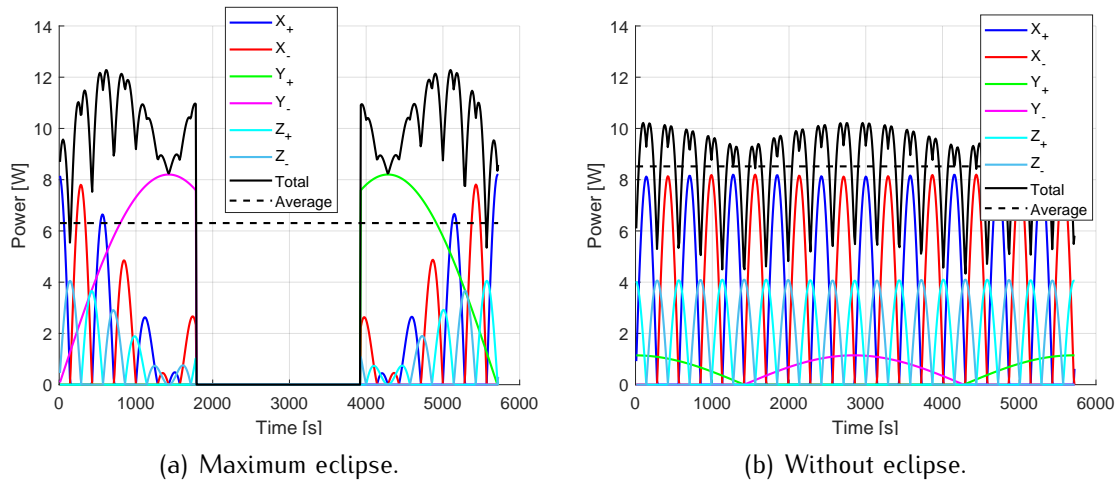 14
12
10
8
6
4
2
0
Power [W]
X+
X-
Y+
Y-
Z+
Z-
Total
Average
0 1000 2000 3000 4000 5000 6000
Time [s]
(a) Maximum eclipse.
14
12
10
8
6
4
2
0
Power [W]
X+
X-
Y+
Y-
Z+
Z-
Total
Average
0 1000 2000 3000 4000 5000 6000
Time [s]
(b) Without eclipse.